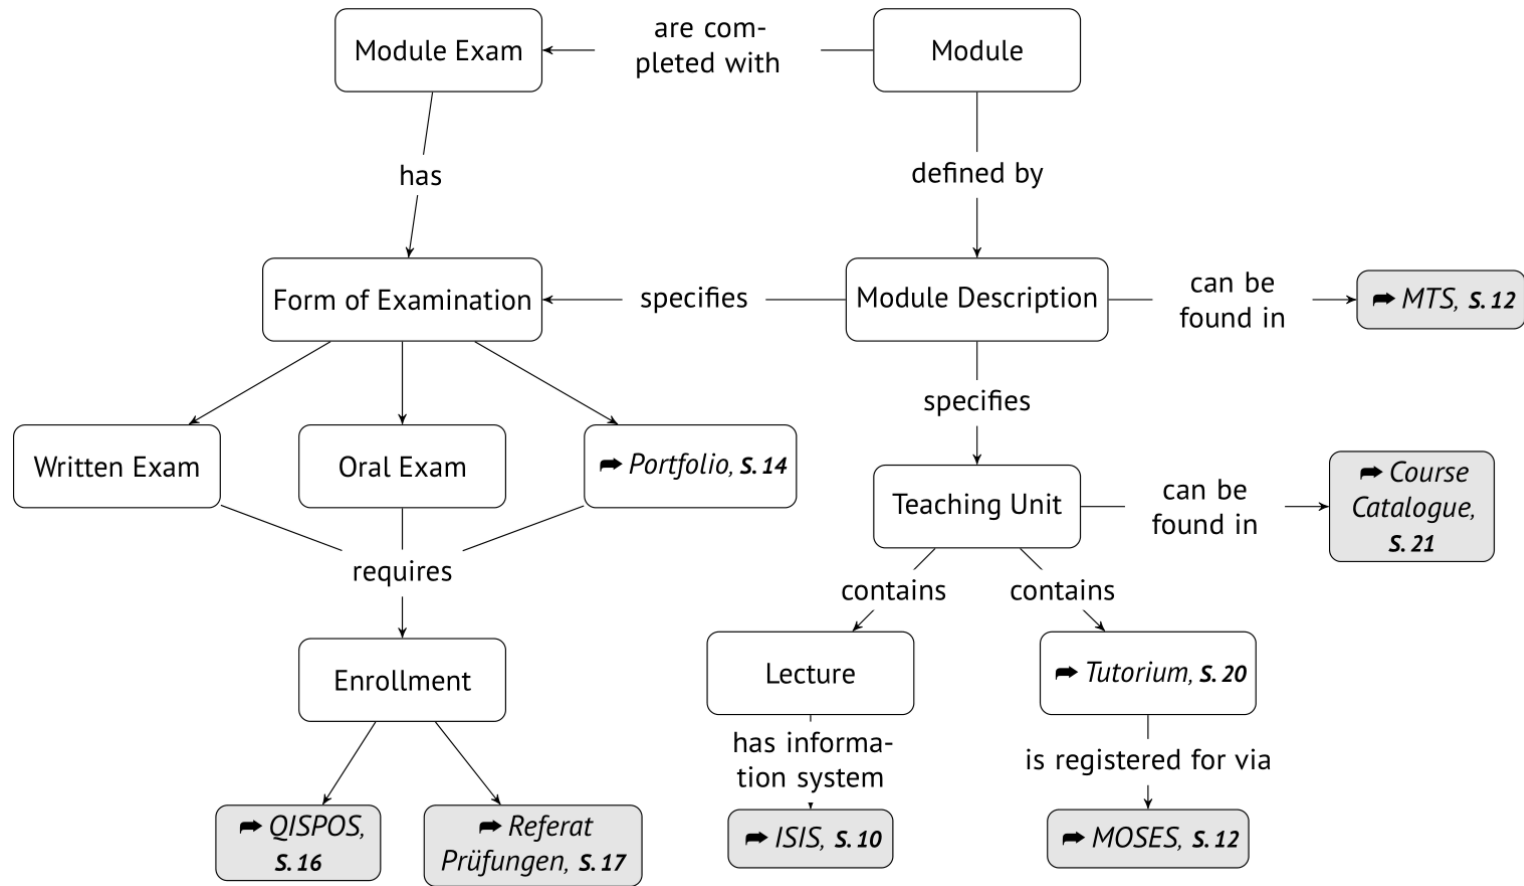 Module Exam
are com-
pleted with
Module
has
defined by
Form of Examination
specifies
Module Description
can be
found in
➦ MTS, S. 12
specifies
Written Exam
Oral Exam
➦ Portfolio, S. 14
Teaching Unit
can be
found in
➦ Course
Catalogue,
S. 21
requires
contains
contains
Enrollment
Lecture
➦ Tutorium, S. 20
has informa-
tion system
is registered for via
➦ QISPOS,
S. 16
➦ Referat
Prüfungen, S. 17
➦ ISIS, S. 10
➦ MOSES, S. 12